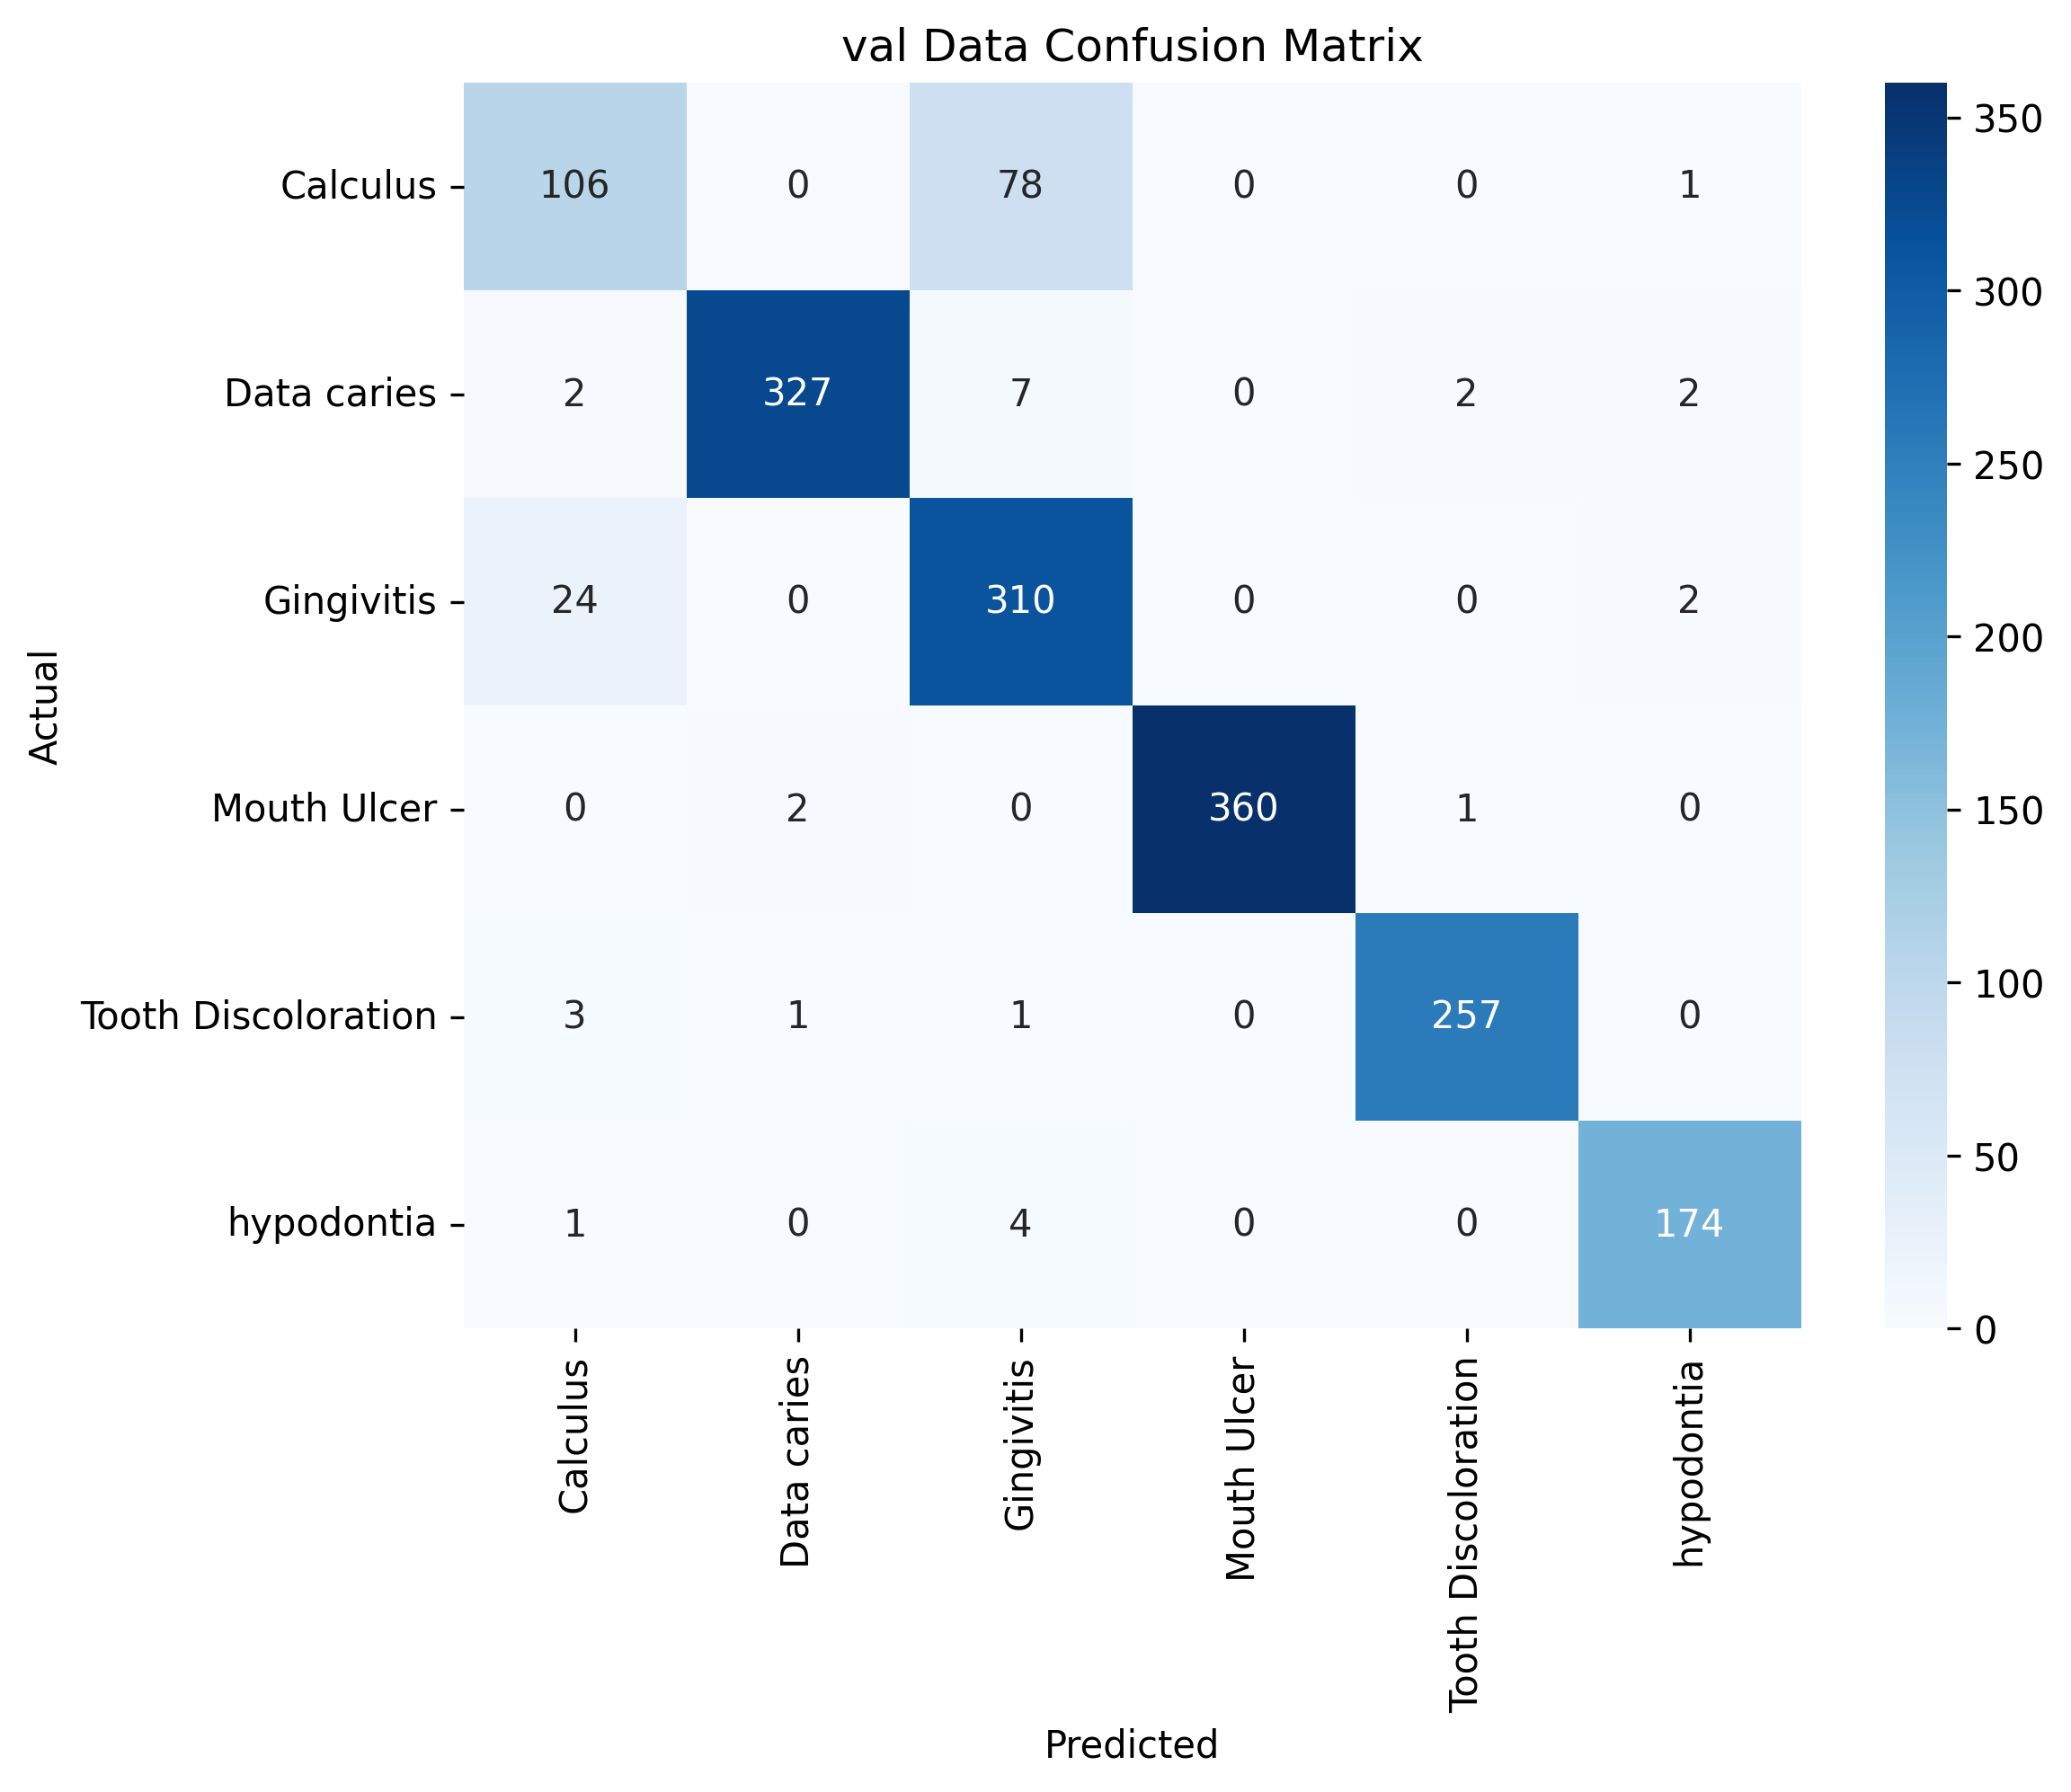 val Data Confusion Matrix
Calculus 106 0 78 0 0 1
Data caries 2 327 7 0 2 2
Gingivitis 24 0 310 0 0 2
Mouth Ulcer 0 2 0 360 1 0
Tooth Discoloration 3 1 1 0 257 0
hypodontia 1 0 4 0 0 174
Actual
Calculus
Data caries
Gingivitis
Mouth Ulcer
Tooth Discoloration
hypodontia
Predicted
350
300
250
200
150
100
50
0